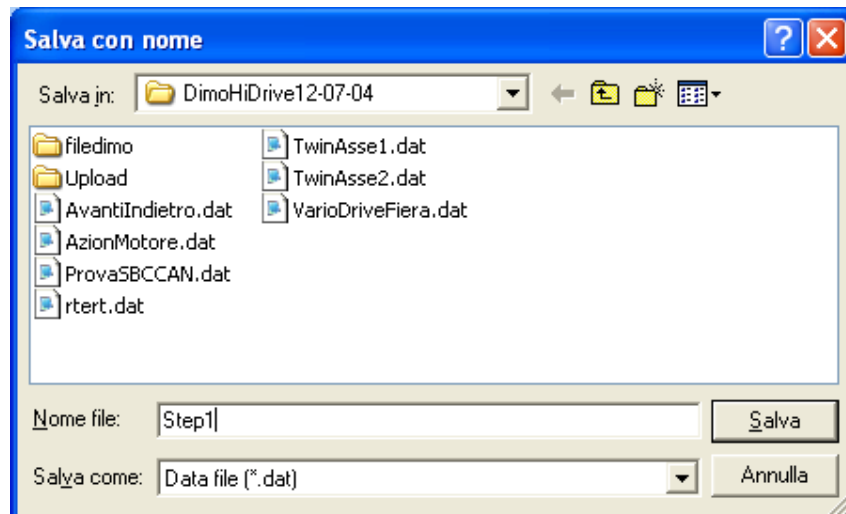 Salva con nome
Salva in: DimoHiDrive12-07-04
filedimo TwinAsse1.dat
Upload TwinAsse2.dat
AvantiIndietro.dat VarioDriveFiera.dat
AzionMotore.dat
ProvaSBCCAN.dat
rtert.dat
Nome file: Step1 Salva
Salva come: Data file (*.dat) Annulla